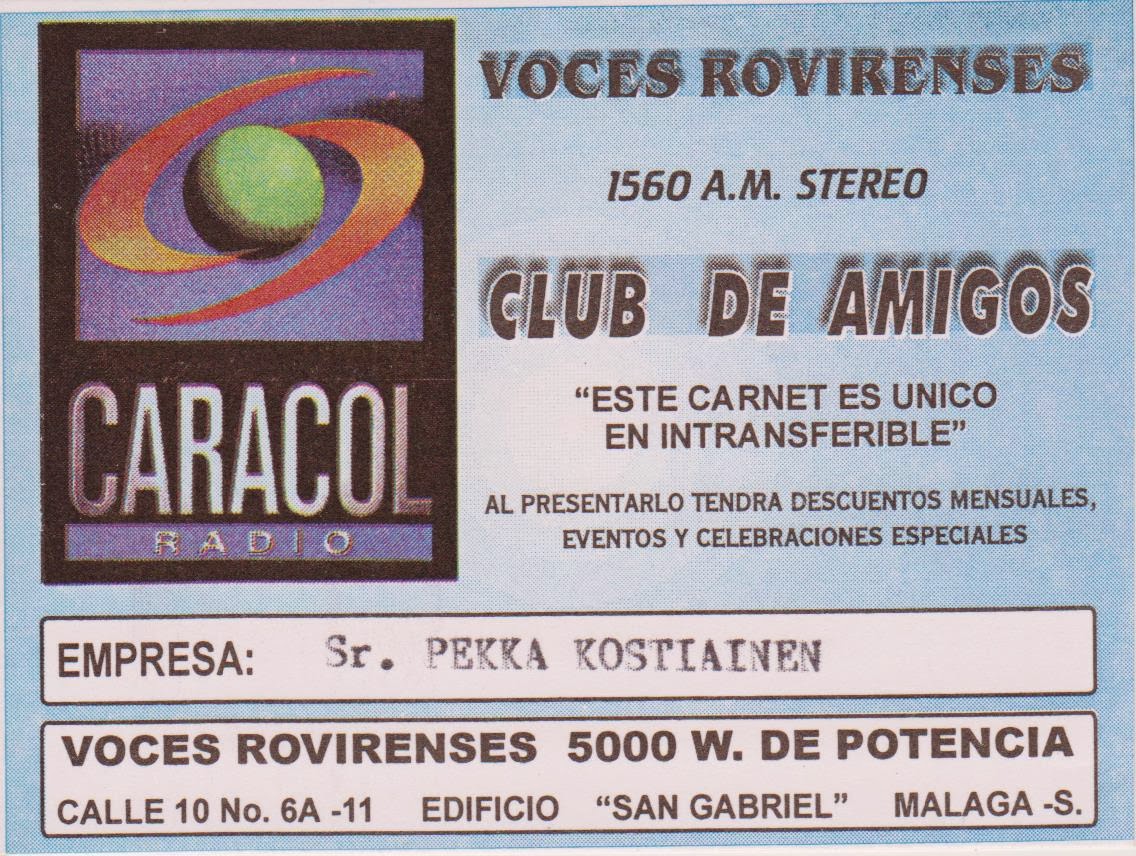 CARACOL
RADIO
VOCES ROVIRENSES
1560 A.M. STEREO
CLUB DE AMIGOS
“ESTE CARNET ES UNICO
EN INTRANSFERIBLE”
AL PRESENTARLO TENDRA DESCUENTOS MENSUALES,
EVENTOS Y CELEBRACIONES ESPECIALES
EMPRESA: Sr. PEKKA KOSTIAINEN
VOCES ROVIRENSES 5000 W. DE POTENCIA
CALLE 10 No. 6A -11 EDIFICIO “SAN GABRIEL” MALAGA -S.